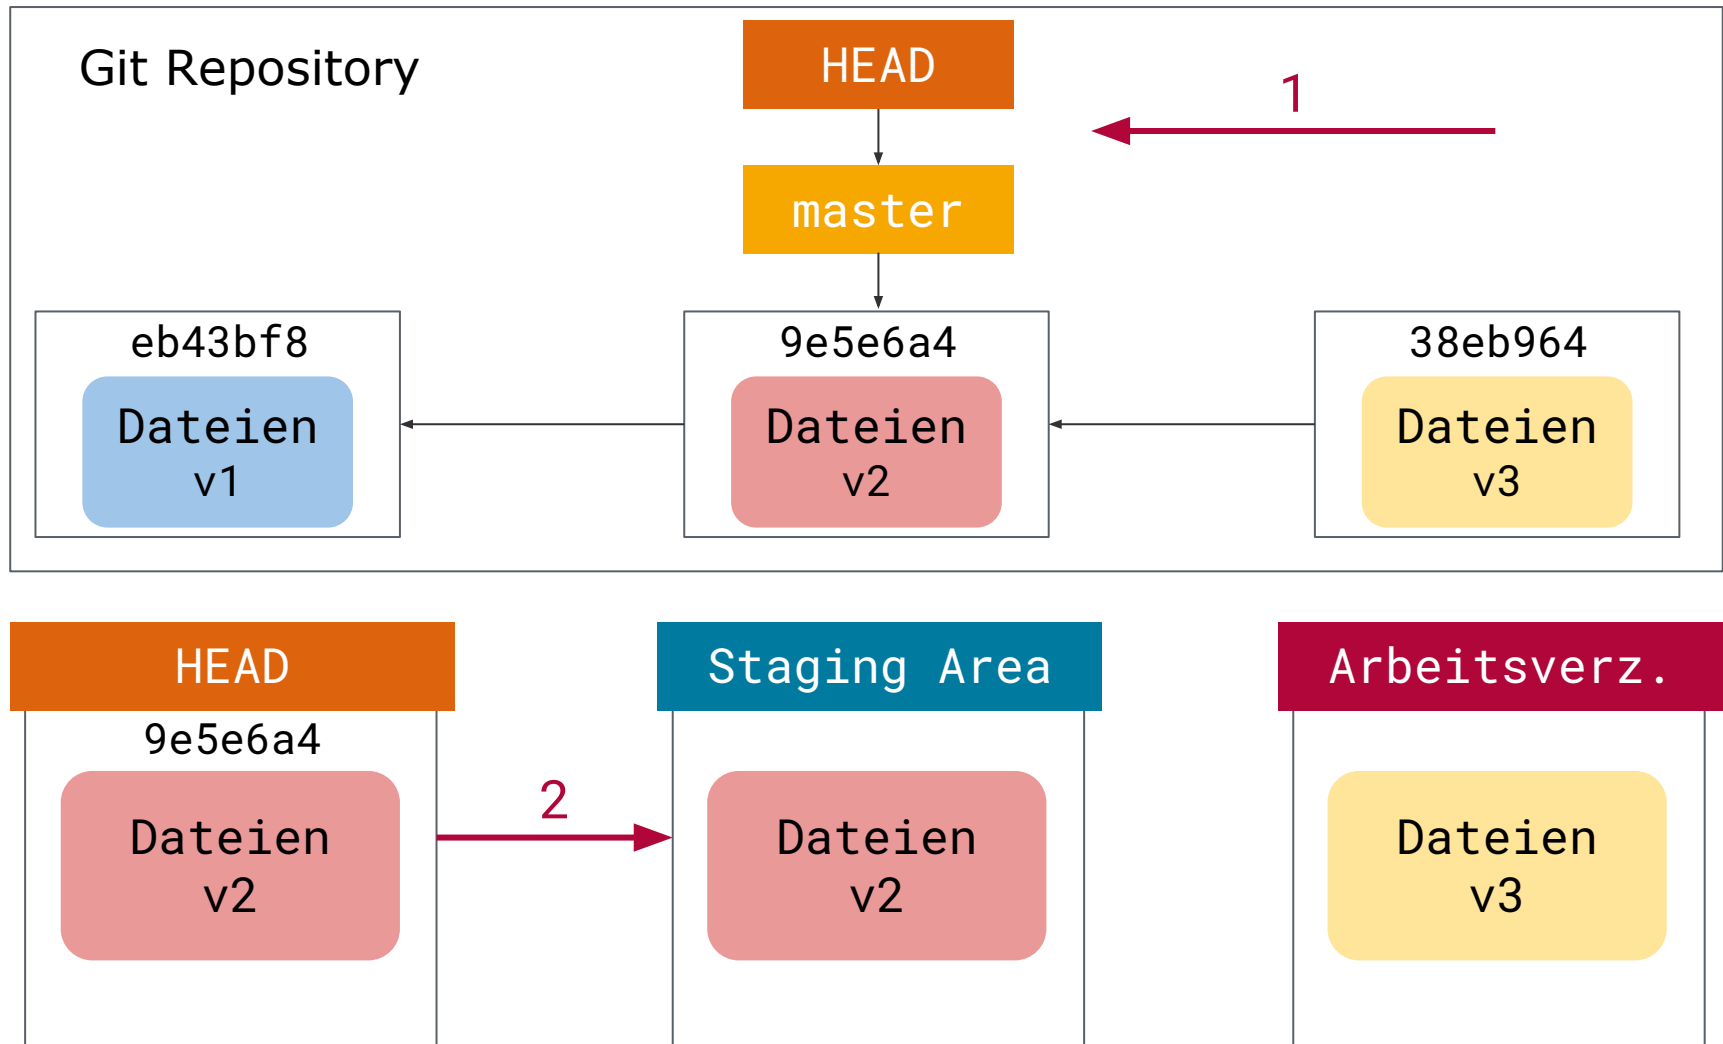 Git Repository
HEAD
1
master
eb43bf8
9e5e6a4
38eb964
Dateien
v1
Dateien
v2
Dateien
v3
HEAD
Staging Area
Arbeitsverz.
9e5e6a4
Dateien
v2
2
Dateien
v2
Dateien
v3